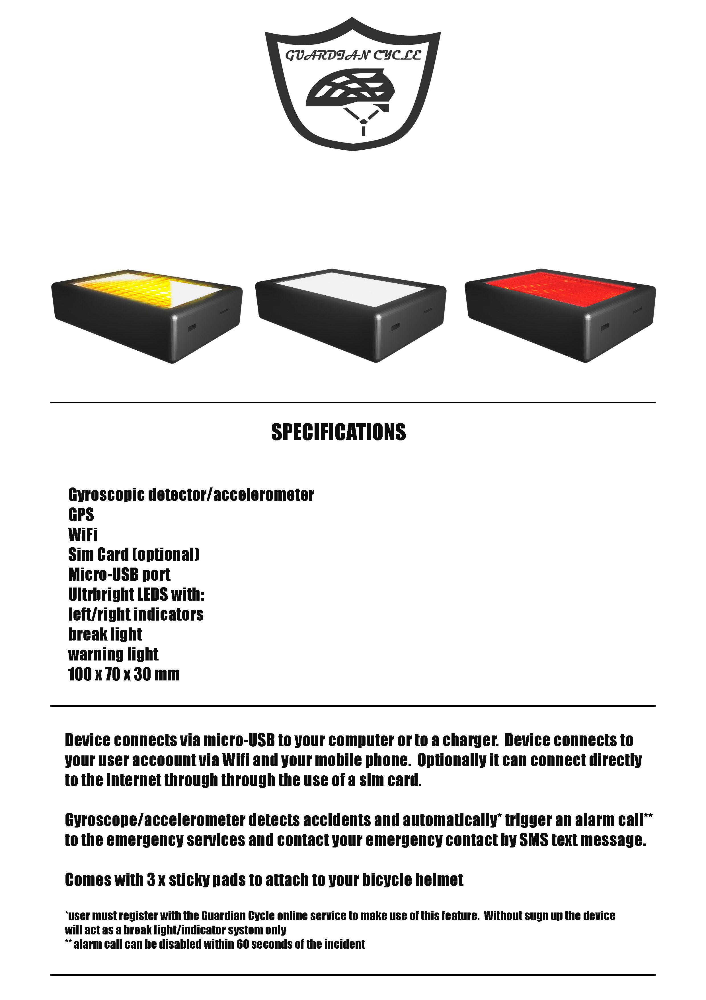 GUARDIAN CYCLE
SPECIFICATIONS
Gyroscopic detector/accelerometer
GPS
WiFi
Sim Card (optional)
Micro-USB port
Ultrbright LEDS with:
left/right indicators
break light
warning light
100 x 70 x 30 mm
Device connects via micro-USB to your computer or to a charger.  Device connects to
your user accoount via Wifi and your mobile phone.  Optionally it can connect directly
to the internet through through the use of a sim card.
Gyroscope/accelerometer detects accidents and automatically* trigger an alarm call**
to the emergency services and contact your emergency contact by SMS text message.
Comes with 3 x sticky pads to attach to your bicycle helmet
*user must register with the Guardian Cycle online service to make use of this feature.  Without sugn up the device
will act as a break light/indicator system only
** alarm call can be disabled within 60 seconds of the incident